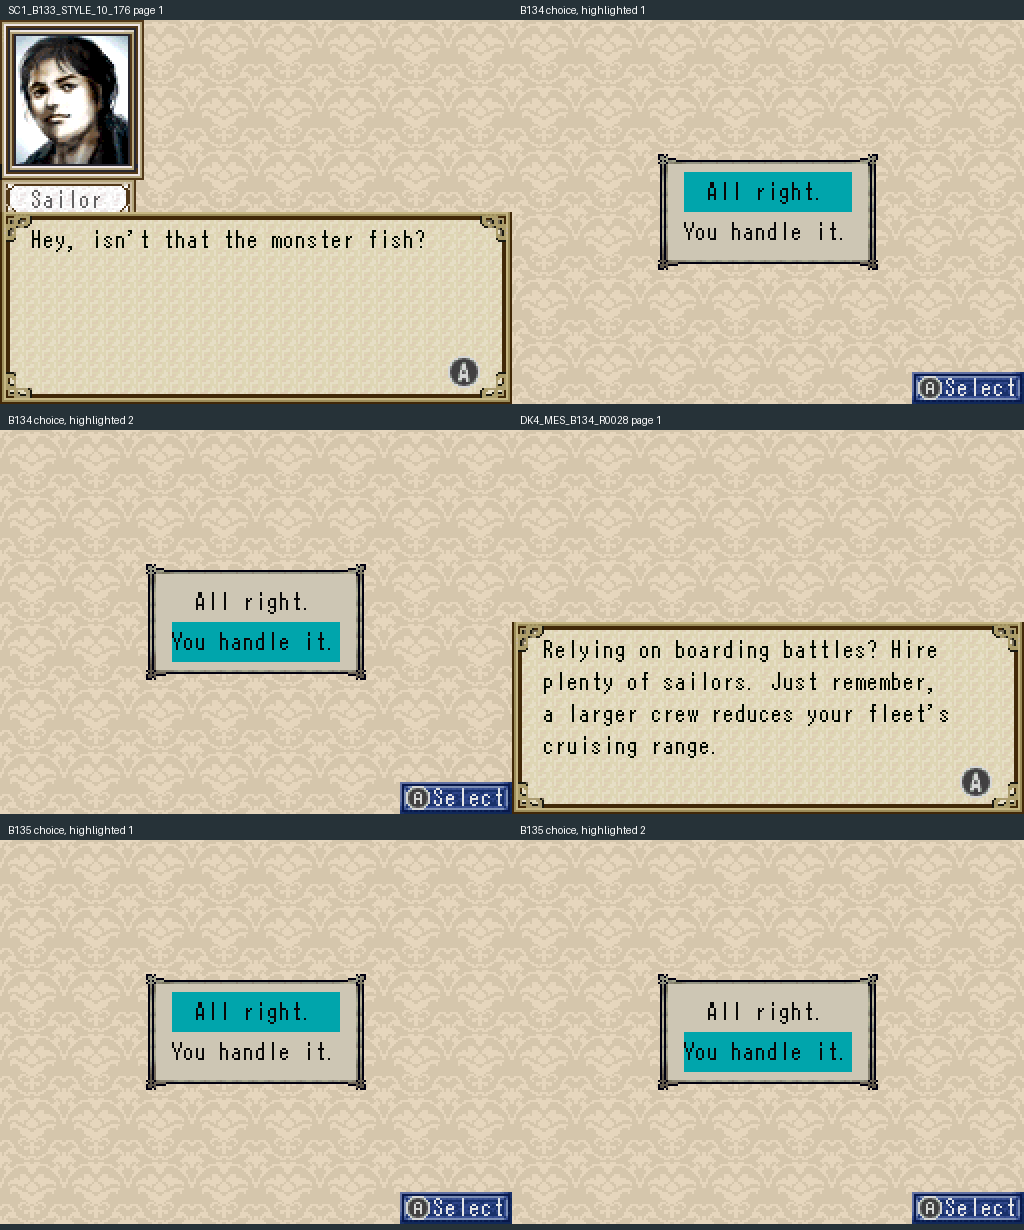 SC1_B133_STYLE_10_176 page 1
Sailor
Hey, isn't that the monster fish?
A
B134 choice, highlighted 1
All right.
You handle it.
A Select
B134 choice, highlighted 2
All right.
You handle it.
A Select
DK4_MES_B134_R0028 page 1
Relying on boarding battles? Hire
plenty of sailors. Just remember,
a larger crew reduces your fleet's
cruising range.
A
B135 choice, highlighted 1
All right.
You handle it.
A Select
B135 choice, highlighted 2
All right.
You handle it.
A Select